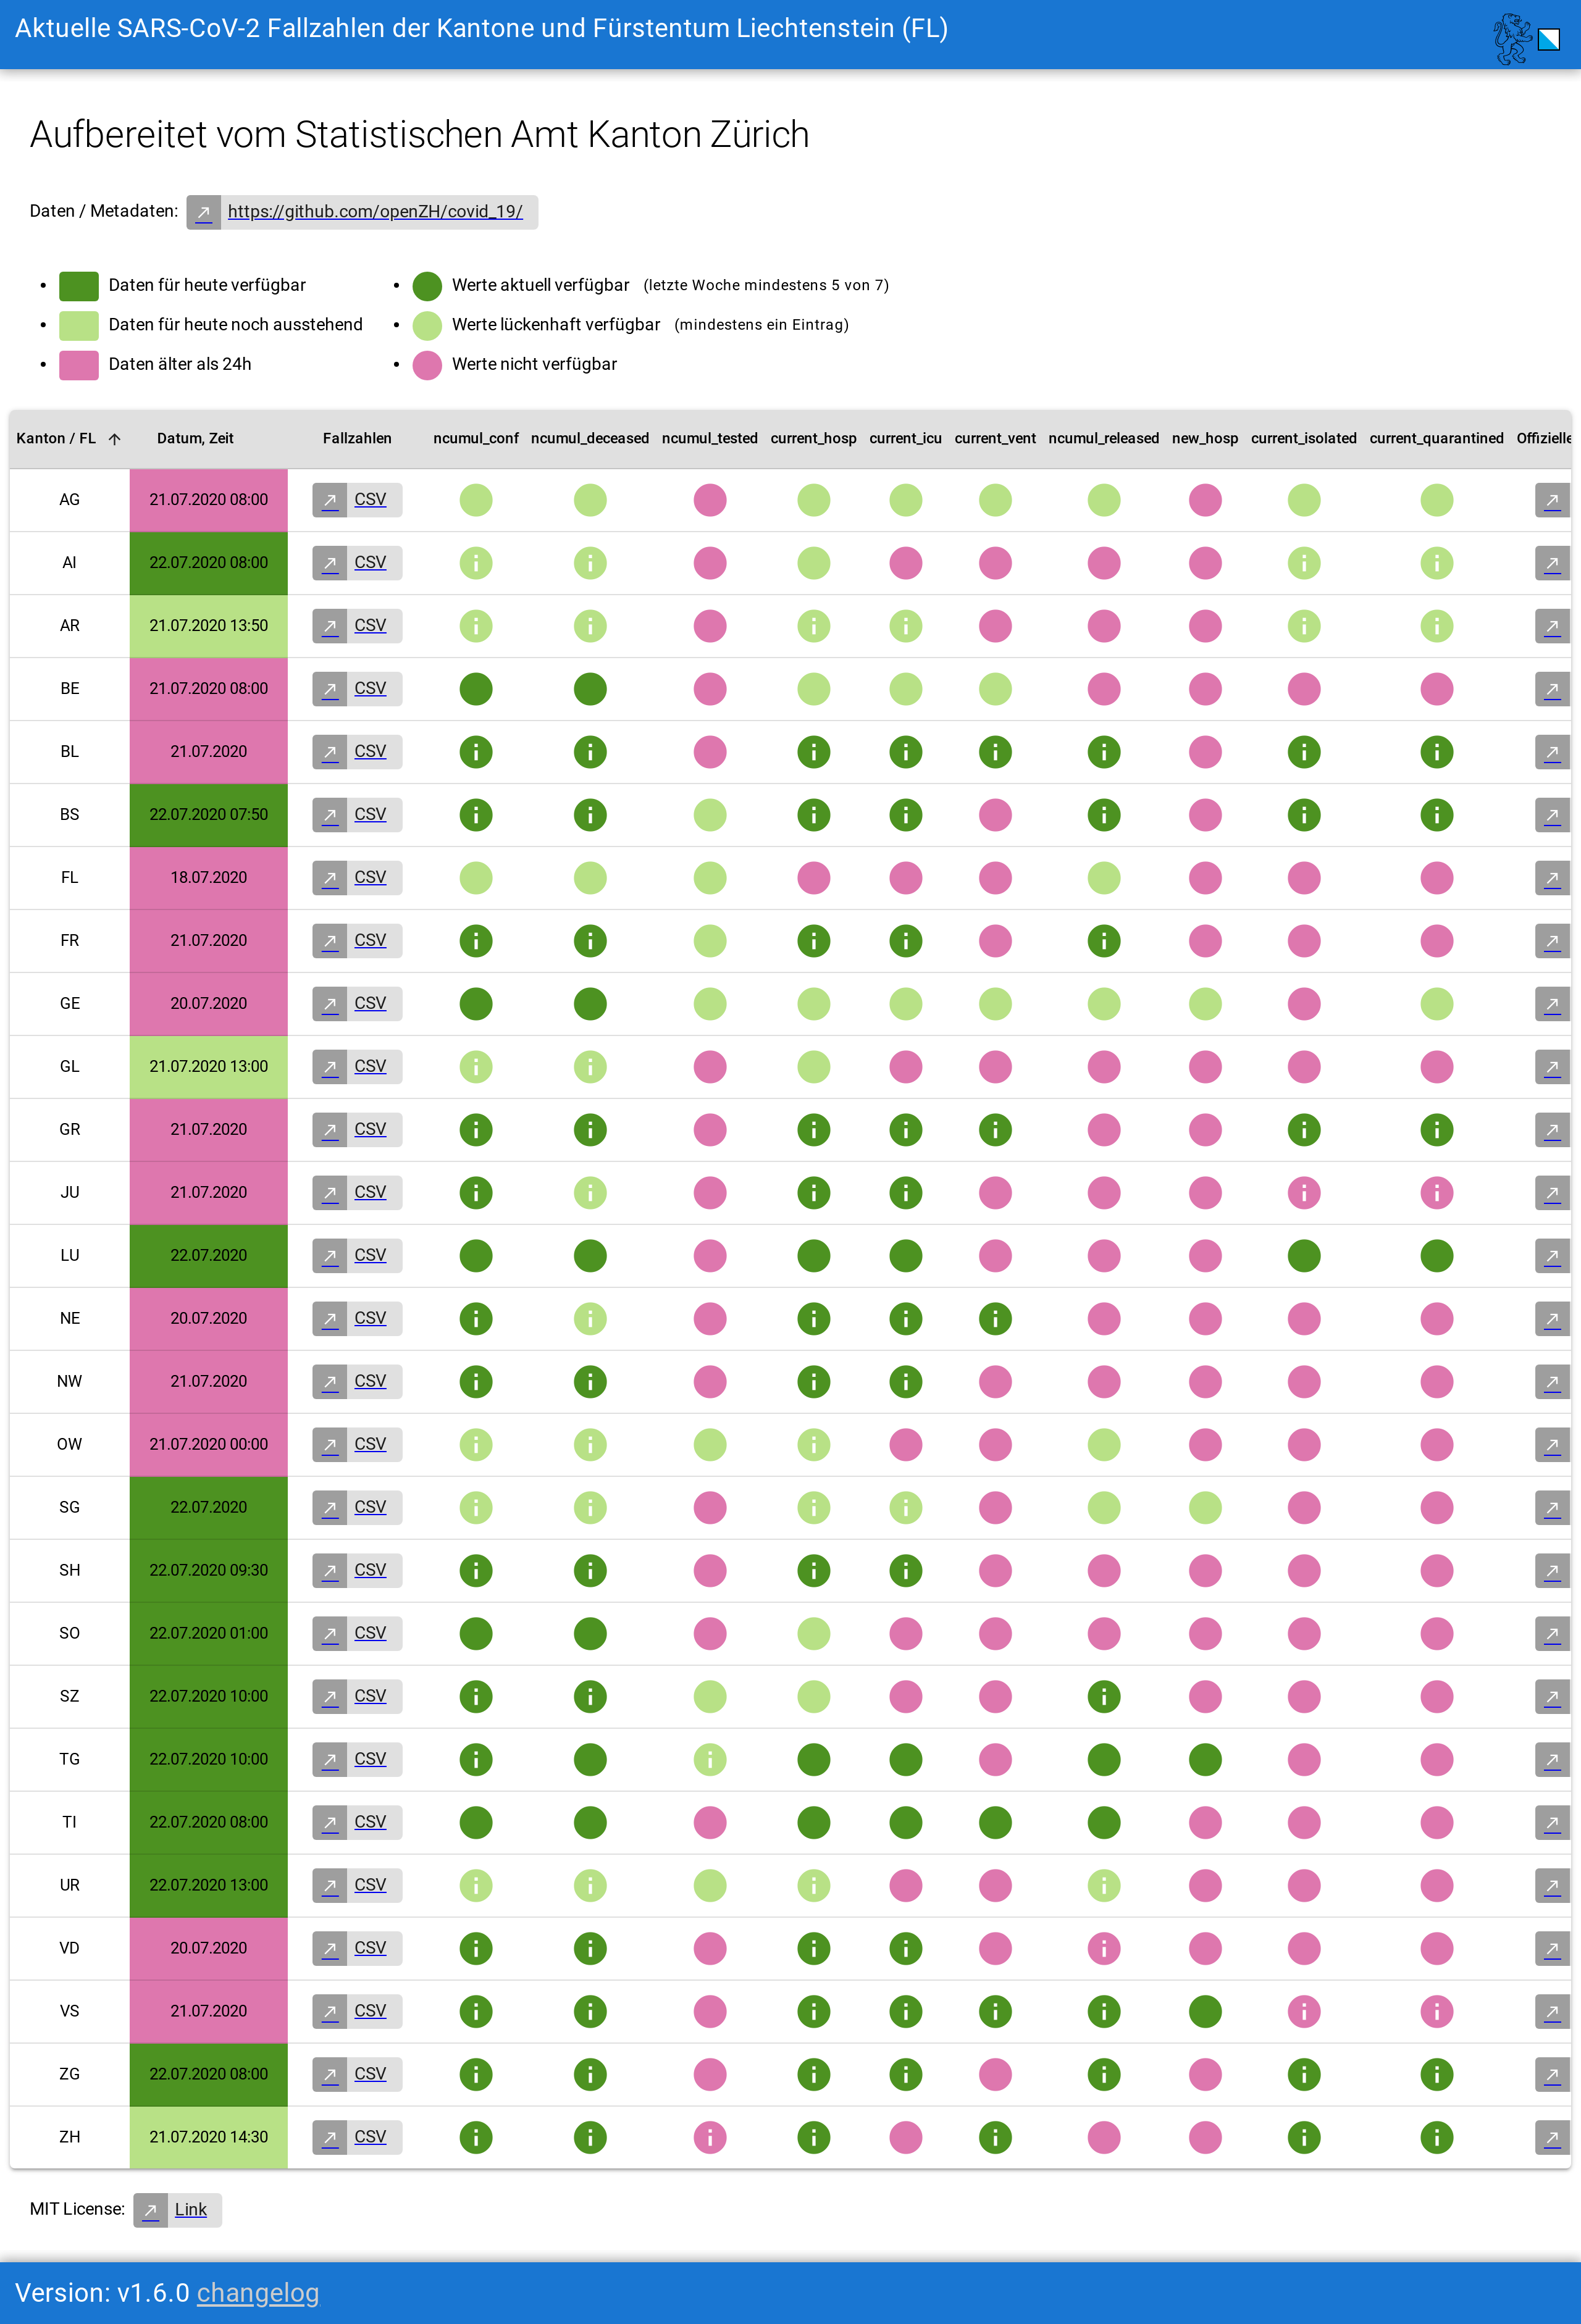 Aktuelle SARS-CoV-2 Fallzahlen der Kantone und Fürstentum Liechtenstein (FL)
Aufbereitet vom Statistischen Amt Kanton Zürich
Daten / Metadaten: https://github.com/openZH/covid_19/
Daten für heute verfügbar
Daten für heute noch ausstehend
Daten älter als 24h
Werte aktuell verfügbar (letzte Woche mindestens 5 von 7)
Werte lückenhaft verfügbar (mindestens ein Eintrag)
Werte nicht verfügbar
Kanton / FL Datum, Zeit Fallzahlen ncumul_conf ncumul_deceased ncumul_tested current_hosp current_icu current_vent ncumul_released new_hosp current_isolated current_quarantined Offizielle
AG 21.07.2020 08:00 CSV
AI 22.07.2020 08:00 CSV
AR 21.07.2020 13:50 CSV
BE 21.07.2020 08:00 CSV
BL 21.07.2020 CSV
BS 22.07.2020 07:50 CSV
FL 18.07.2020 CSV
FR 21.07.2020 CSV
GE 20.07.2020 CSV
GL 21.07.2020 13:00 CSV
GR 21.07.2020 CSV
JU 21.07.2020 CSV
LU 22.07.2020 CSV
NE 20.07.2020 CSV
NW 21.07.2020 CSV
OW 21.07.2020 00:00 CSV
SG 22.07.2020 CSV
SH 22.07.2020 09:30 CSV
SO 22.07.2020 01:00 CSV
SZ 22.07.2020 10:00 CSV
TG 22.07.2020 10:00 CSV
TI 22.07.2020 08:00 CSV
UR 22.07.2020 13:00 CSV
VD 20.07.2020 CSV
VS 21.07.2020 CSV
ZG 22.07.2020 08:00 CSV
ZH 21.07.2020 14:30 CSV
MIT License: Link
Version: v1.6.0 changelog